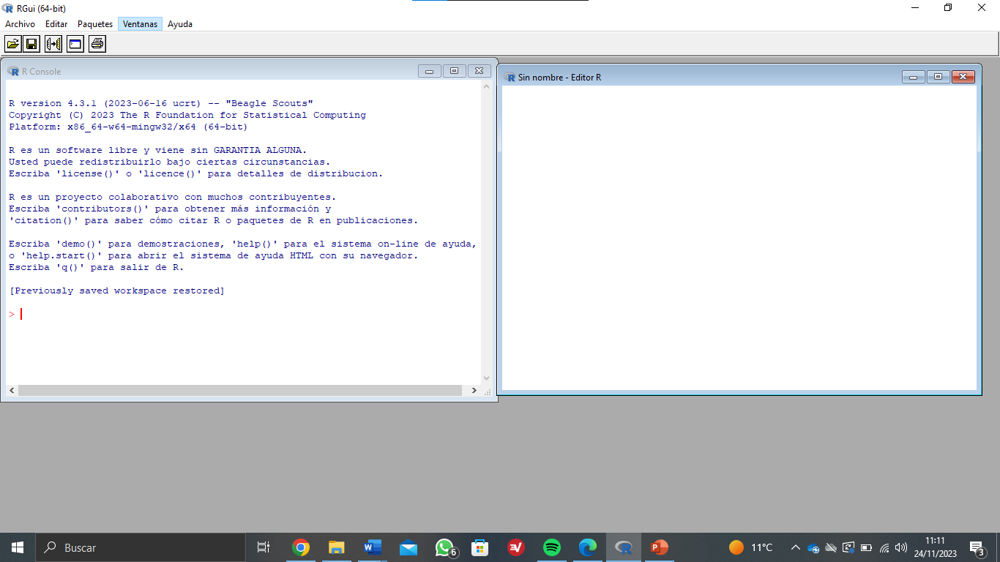 RGui (64-bit)
Archivo Editar Paquetes Ventanas Ayuda
R Console
R version 4.3.1 (2023-06-16 ucrt) -- "Beagle Scouts"
Copyright (C) 2023 The R Foundation for Statistical Computing
Platform: x86_64-w64-mingw32/x64 (64-bit)
R es un software libre y viene sin GARANTIA ALGUNA.
Usted puede redistribuirlo bajo ciertas circunstancias.
Escriba 'license()' o 'licence()' para detalles de distribucion.
R es un proyecto colaborativo con muchos contribuyentes.
Escriba 'contributors()' para obtener más información y
'citation()' para saber cómo citar R o paquetes de R en publicaciones.
Escriba 'demo()' para demostraciones, 'help()' para el sistema on-line de ayuda,
o 'help.start()' para abrir el sistema de ayuda HTML con su navegador.
Escriba 'q()' para salir de R.
[Previously saved workspace restored]
>
Sin nombre - Editor R
Buscar
6
11°C
11:11
24/11/2023
3